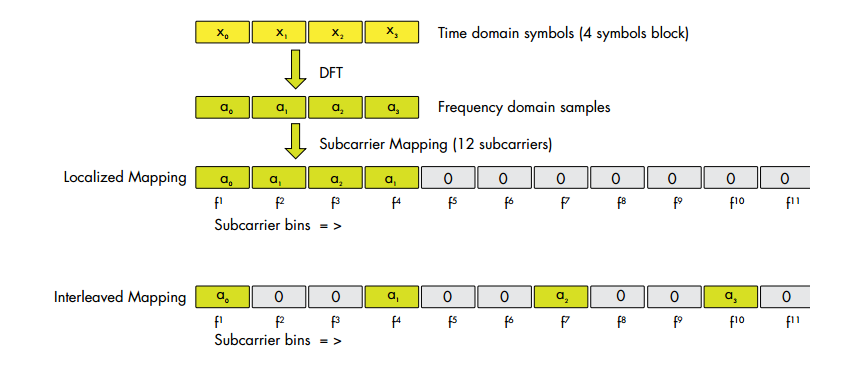 x₀ x₁ x₂ x₃ Time domain symbols (4 symbols block)
DFT
a₀ a₁ a₂ a₃ Frequency domain samples
Subcarrier Mapping (12 subcarriers)
Localized Mapping a₀ a₁ a₂ a₁ 0 0 0 0 0 0 0
f¹ f² f³ f⁴ f⁵ f⁶ f⁷ f⁸ f⁹ f¹⁰ f¹¹
Subcarrier bins = >
Interleaved Mapping a₀ 0 0 a₁ 0 0 a₂ 0 0 a₃ 0
f¹ f² f³ f⁴ f⁵ f⁶ f⁷ f⁸ f⁹ f¹⁰ f¹¹
Subcarrier bins = >